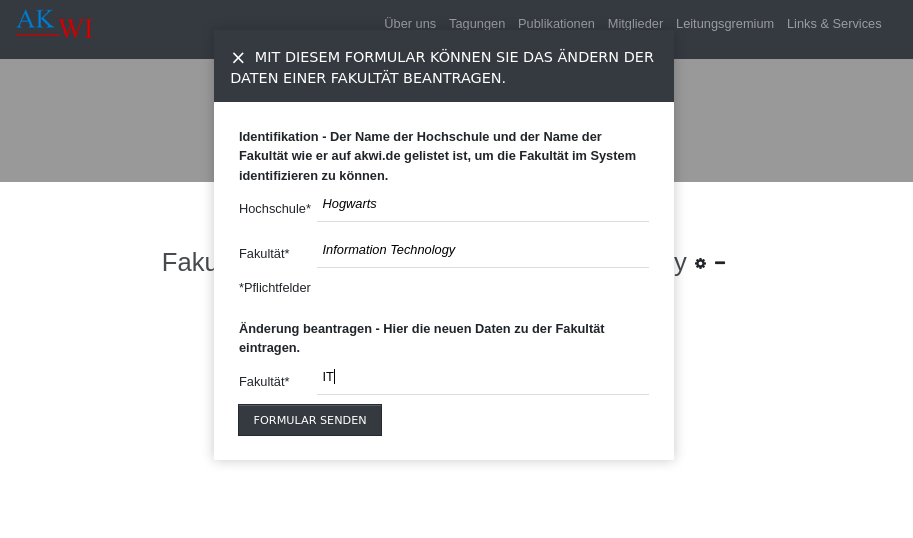 AKWI
Über uns Tagungen Publikationen Mitglieder Leitungsgremium Links & Services
× MIT DIESEM FORMULAR KÖNNEN SIE DAS ÄNDERN DER
DATEN EINER FAKULTÄT BEANTRAGEN.
Identifikation - Der Name der Hochschule und der Name der
Fakultät wie er auf akwi.de gelistet ist, um die Fakultät im System
identifizieren zu können.
Hochschule* Hogwarts
Fakultät* Information Technology
*Pflichtfelder
Änderung beantragen - Hier die neuen Daten zu der Fakultät
eintragen.
Fakultät* IT
FORMULAR SENDEN